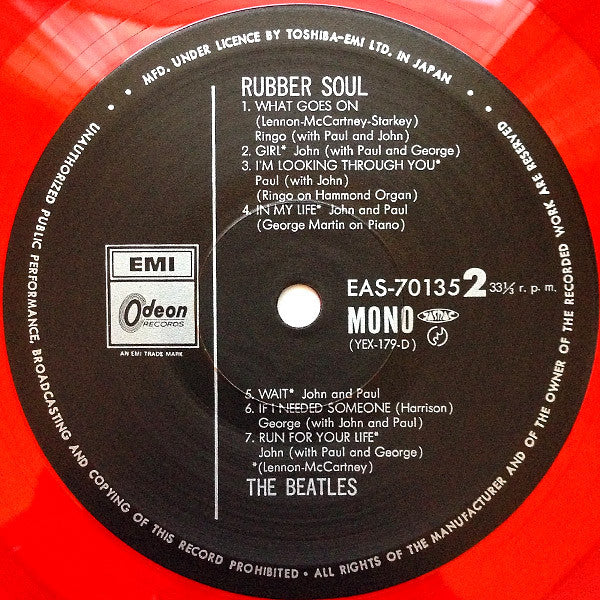 MFD. UNDER LICENCE BY TOSHIBA-EMI LTD. IN JAPAN •
UNAUTHORIZED PUBLIC PERFORMANCE, BROADCASTING AND COPYING OF THIS RECORD PROHIBITED • ALL RIGHTS OF THE MANUFACTURER AND OF THE OWNER OF THE RECORDED WORK ARE RESERVED •
RUBBER SOUL
1. WHAT GOES ON
(Lennon-McCartney-Starkey)
Ringo (with Paul and John)
2. GIRL* John (with Paul and George)
3. I'M LOOKING THROUGH YOU*
Paul (with John)
(Ringo on Hammond Organ)
4. IN MY LIFE* John and Paul
(George Martin on Piano)
EMI
Odeon
RECORDS
AN EMI TRADE MARK
EAS-70135 2 33⅓ r. p. m.
MONO JASRAC
(YEX-179-D)
5. WAIT* John and Paul
6. IF I NEEDED SOMEONE (Harrison)
George (with John and Paul)
7. RUN FOR YOUR LIFE*
John (with Paul and George)
*(Lennon-McCartney)
THE BEATLES